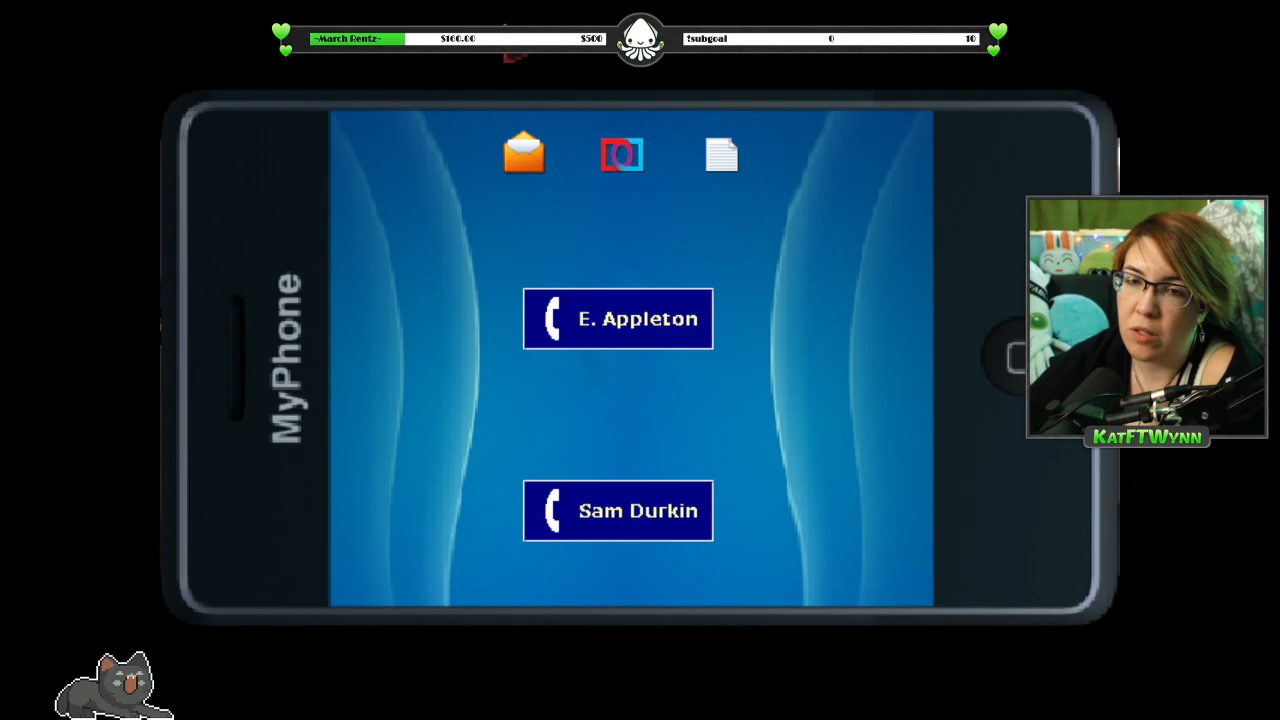 ~March Rentz~ $160.00 $500
!subgoal 0 10
MyPhone
E. Appleton
Sam Durkin
KatFTWynn